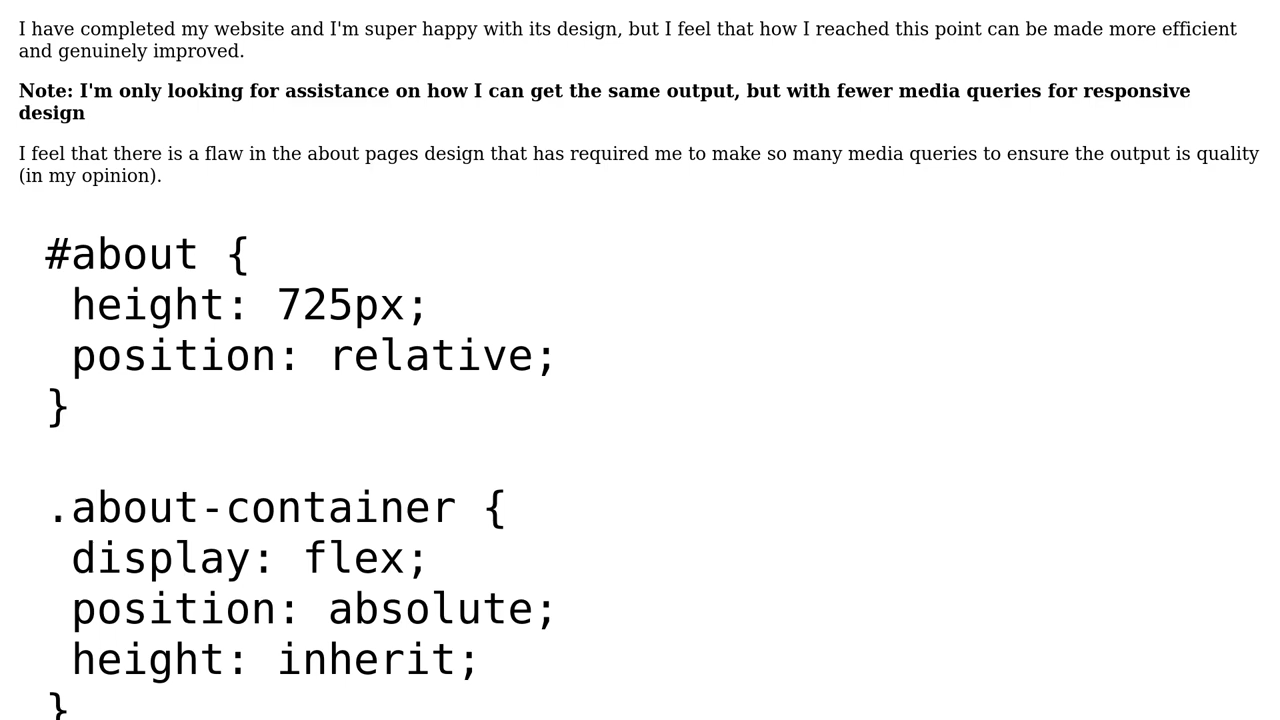 I have completed my website and I'm super happy with its design, but I feel that how I reached this point can be made more efficient
and genuinely improved.
Note: I'm only looking for assistance on how I can get the same output, but with fewer media queries for responsive
design
I feel that there is a flaw in the about pages design that has required me to make so many media queries to ensure the output is quality
(in my opinion).
#about {
height: 725px;
position: relative;
}
.about-container {
display: flex;
position: absolute;
height: inherit;
}